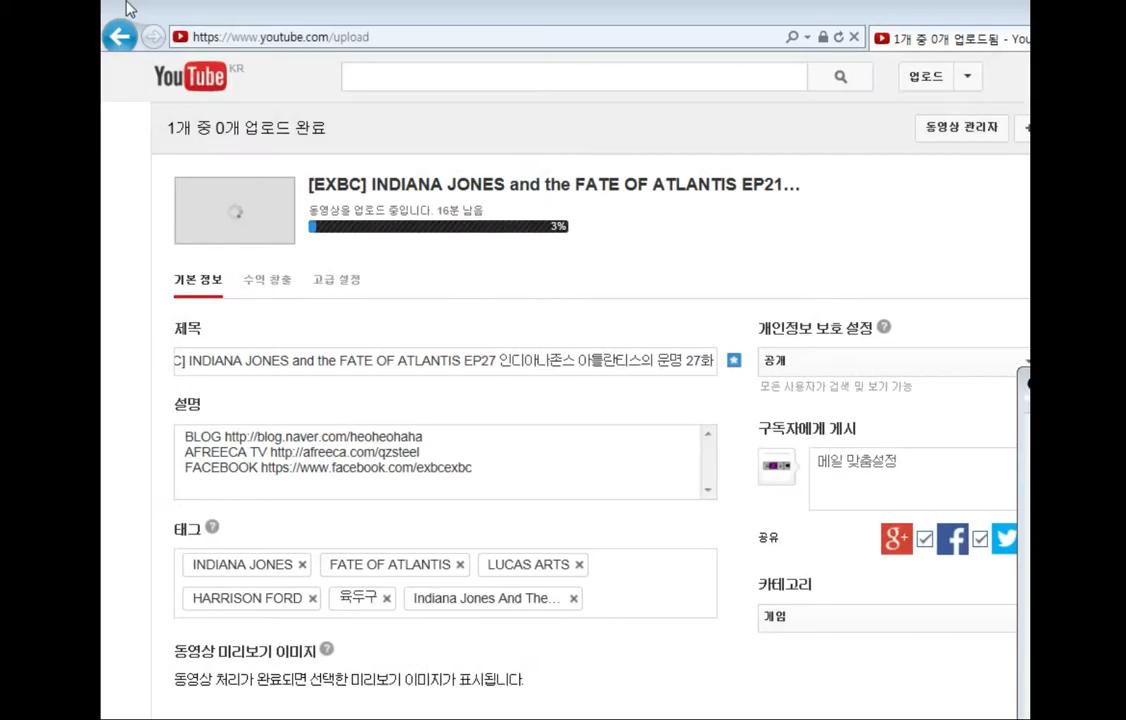 https://www.youtube.com/upload
1개 중 0개 업로드됨 - You
YouTube KR
업로드
1개 중 0개 업로드 완료
동영상 관리자
[EXBC] INDIANA JONES and the FATE OF ATLANTIS EP21...
동영상을 업로드 중입니다. 16분 남음
3%
기본 정보 수익 창출 고급 설정
제목
C] INDIANA JONES and the FATE OF ATLANTIS EP27 인디아나존스 아틀란티스의 운명 27화
개인정보 보호 설정
공개
모든 사용자가 검색 및 보기 가능
설명
BLOG http://blog.naver.com/heoheohaha
AFREECA TV http://afreeca.com/qzsteel
FACEBOOK https://www.facebook.com/exbcexbc
구독자에게 게시
메일 맞춤설정
태그
INDIANA JONES × FATE OF ATLANTIS × LUCAS ARTS ×
HARRISON FORD × 육두구 × Indiana Jones And The... ×
공유
g+ f
카테고리
게임
동영상 미리보기 이미지
동영상 처리가 완료되면 선택한 미리보기 이미지가 표시됩니다.